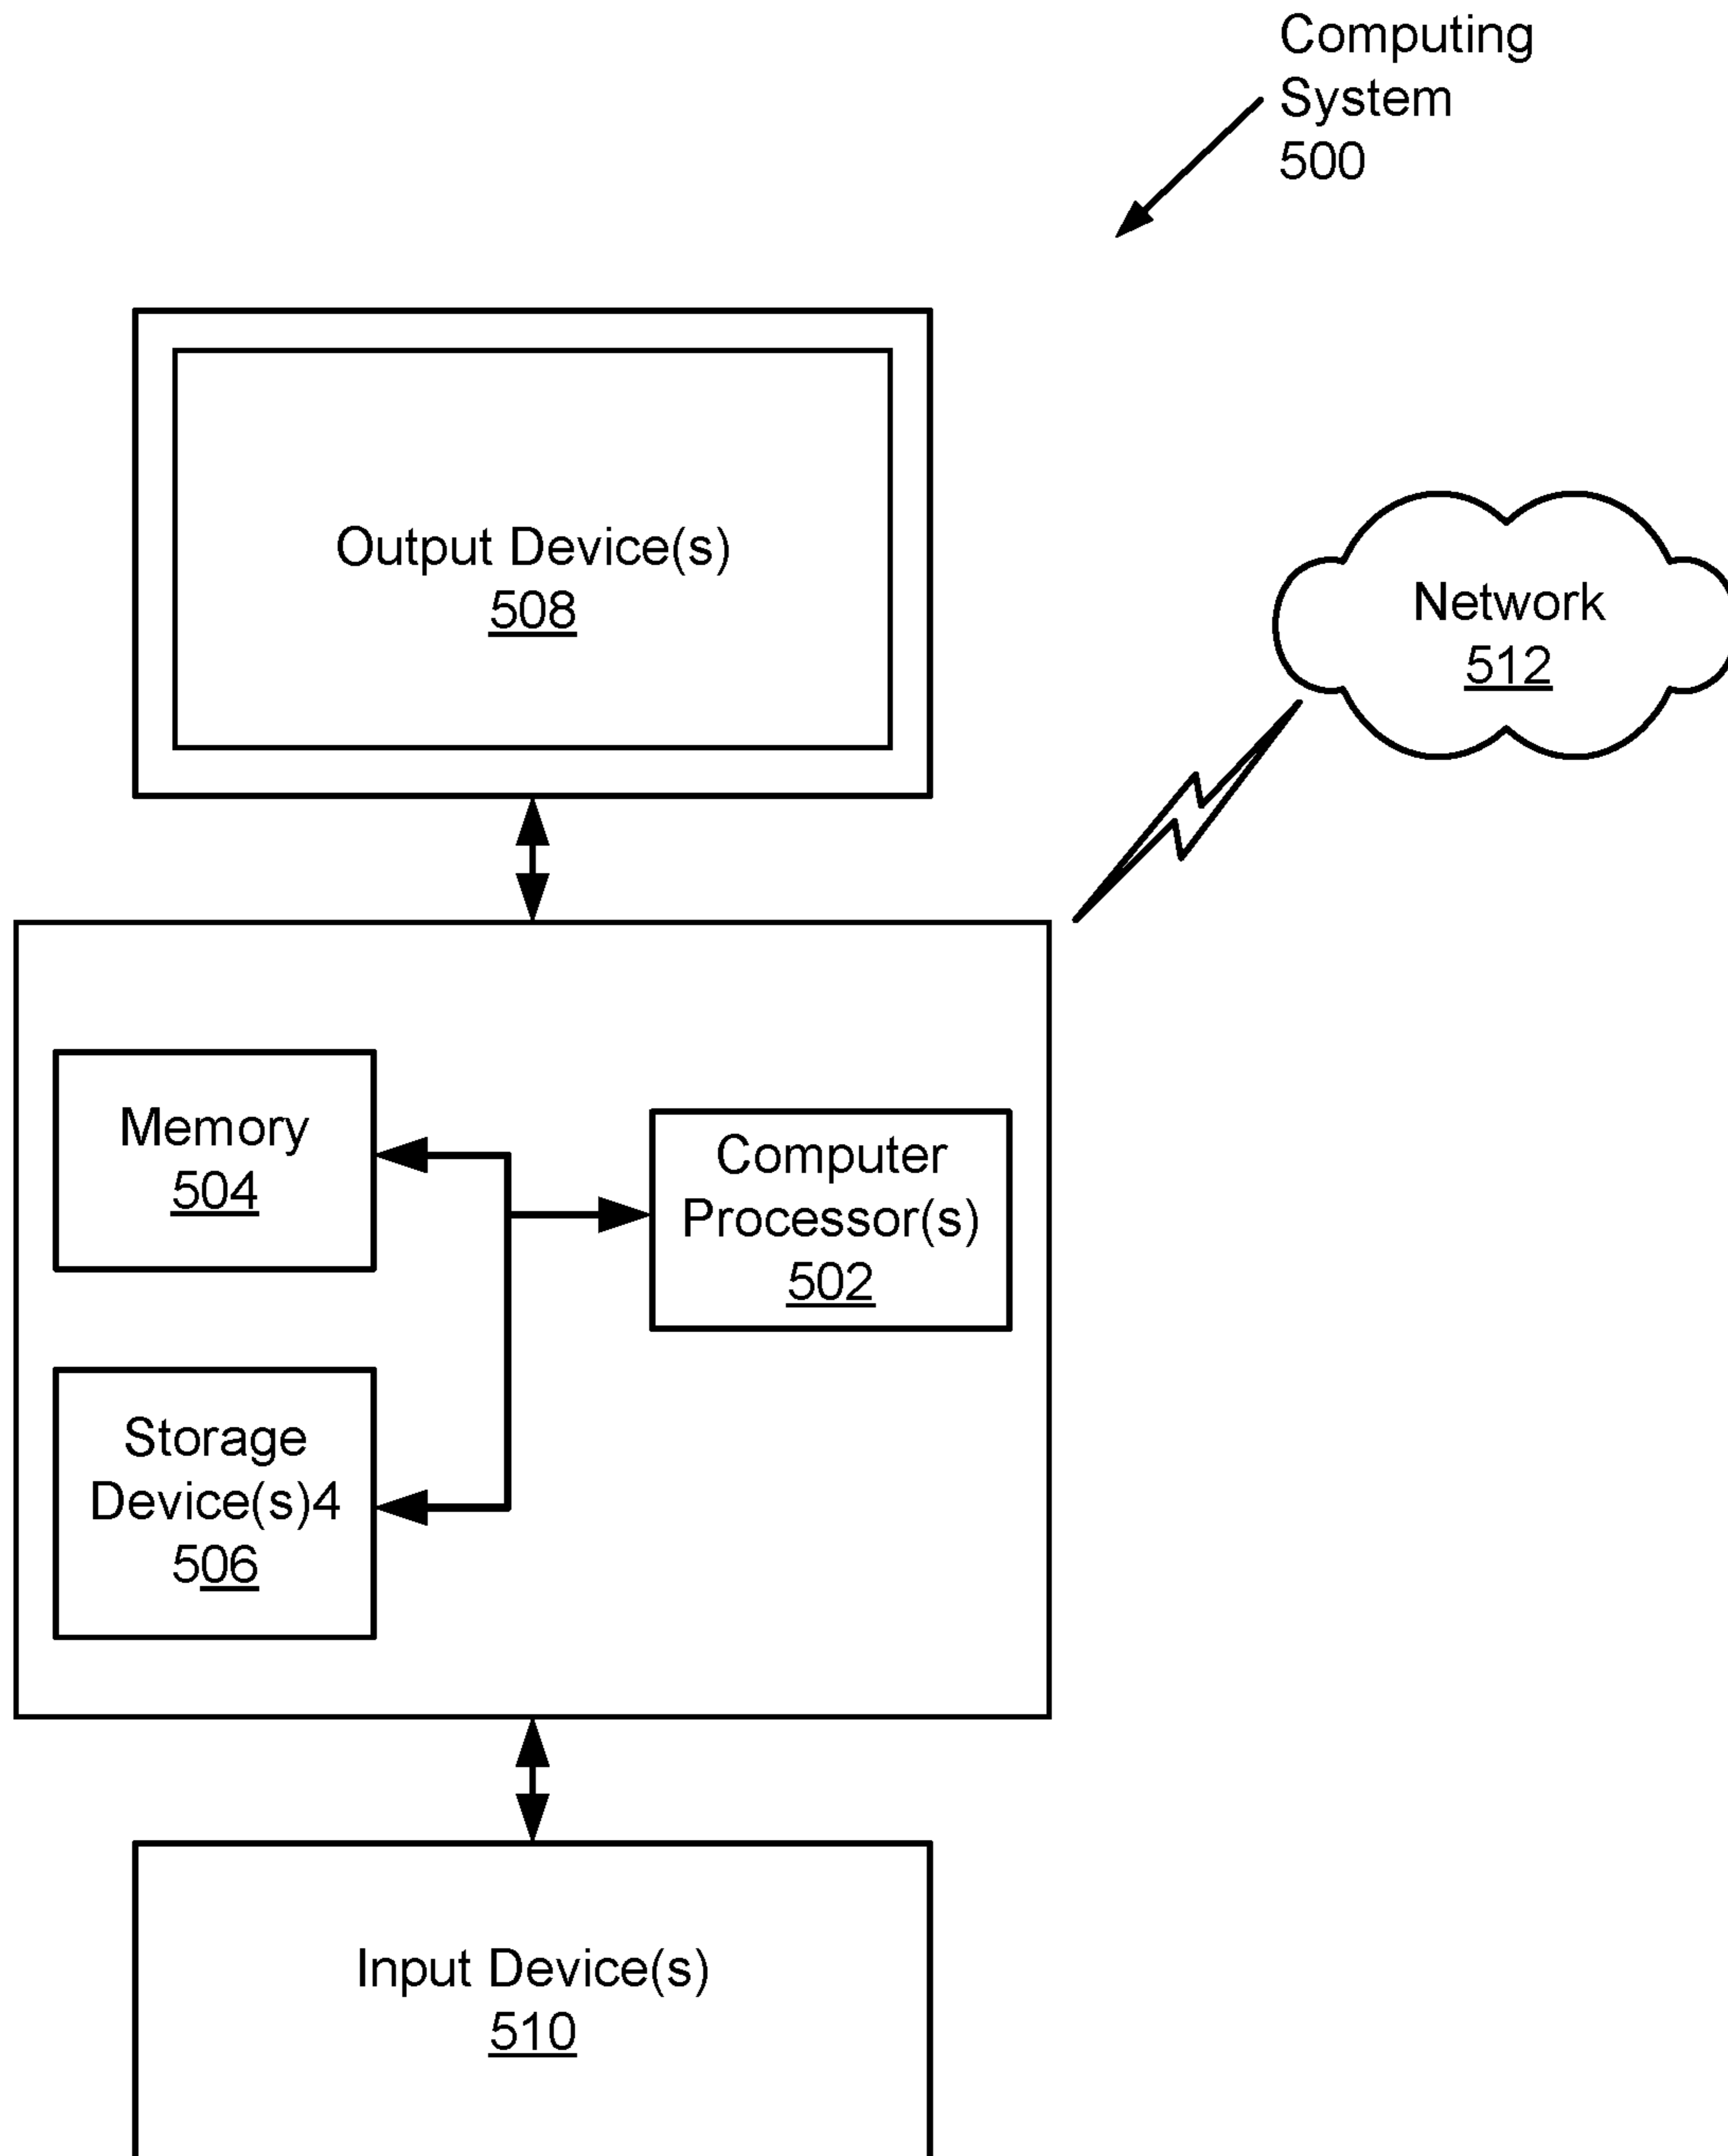 Computing
System
500
Output Device(s)
508
Network
512
Memory
504
Computer
Processor(s)
502
Storage
Device(s)4
506
Input Device(s)
510